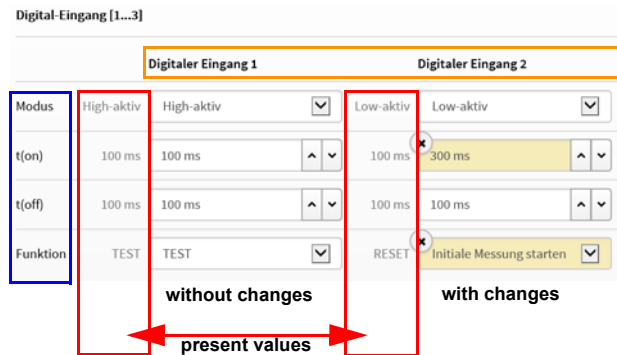 Digital-Eingang [1...3]
Digitaler Eingang 1 Digitaler Eingang 2
Modus High-aktiv High-aktiv Low-aktiv Low-aktiv
t(on) 100 ms 100 ms 100 ms 300 ms
t(off) 100 ms 100 ms 100 ms 100 ms
Funktion TEST TEST RESET Initiale Messung starten
without changes with changes
present values